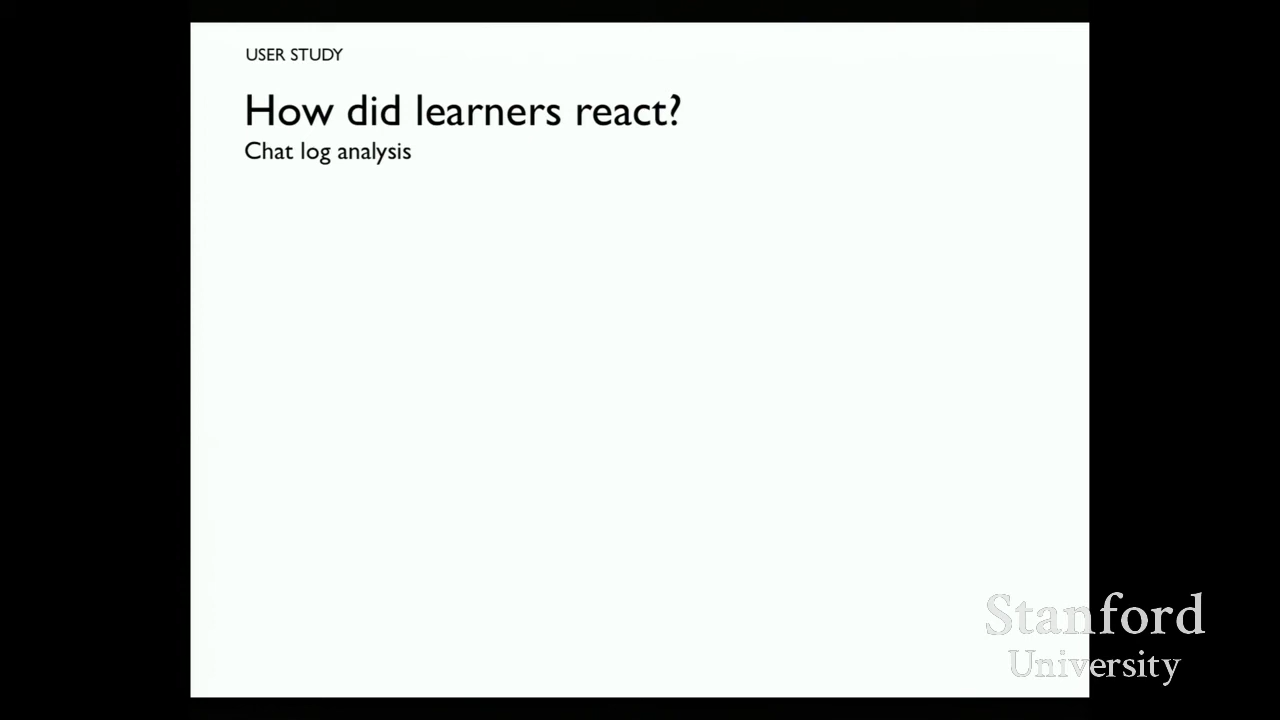 USER STUDY
How did learners react?
Chat log analysis
Stanford
University